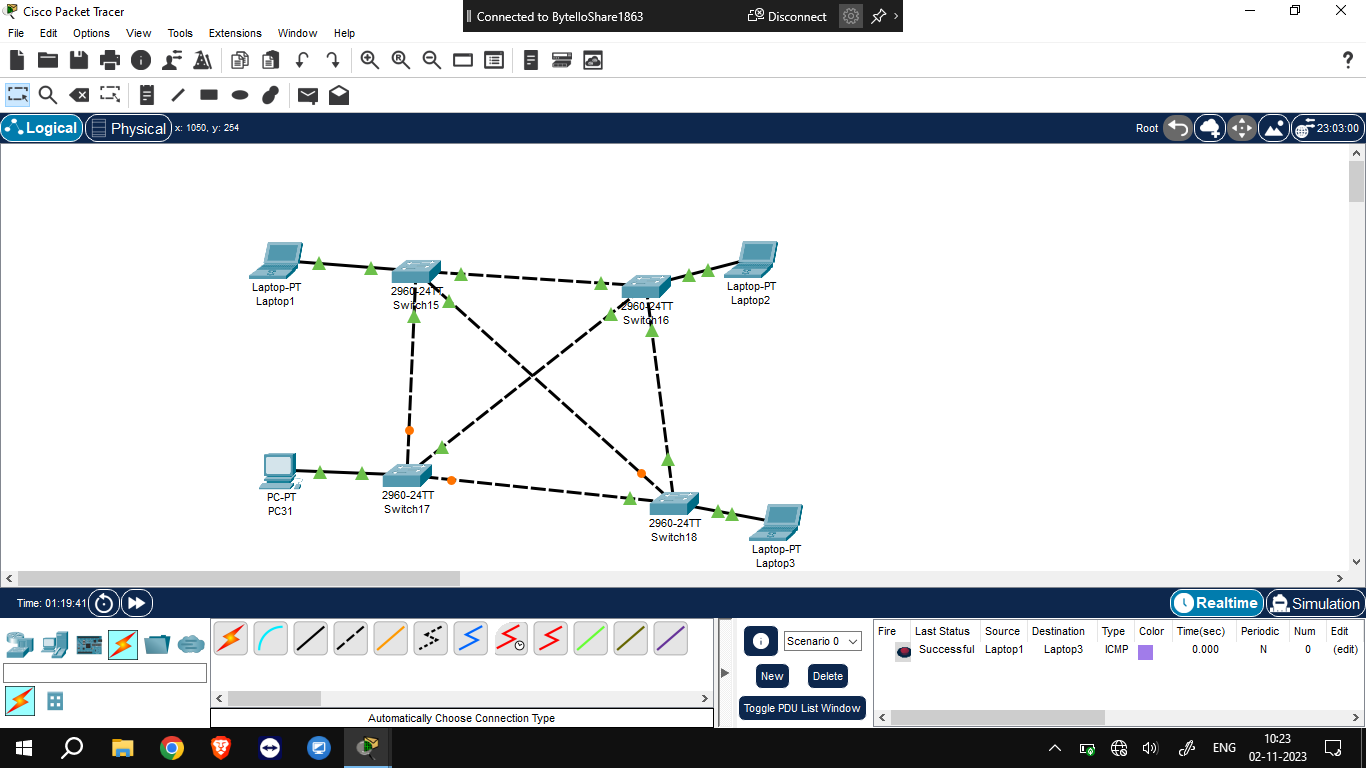 Cisco Packet Tracer
Connected to BytelloShare1863
Disconnect
File Edit Options View Tools Extensions Window Help
Logical
Physical
x: 1050, y: 254
Root
23:03:00
Laptop-PT
Laptop1
2960-24TT
Switch15
2960-24TT
Switch16
Laptop-PT
Laptop2
PC-PT
PC31
2960-24TT
Switch17
2960-24TT
Switch18
Laptop-PT
Laptop3
Time: 01:19:41
Realtime
Simulation
Automatically Choose Connection Type
Scenario 0
New
Delete
Toggle PDU List Window
Fire Last Status Source Destination Type Color Time(sec) Periodic Num Edit
Successful Laptop1 Laptop3 ICMP 0.000 N 0 (edit)
ENG
10:23
02-11-2023